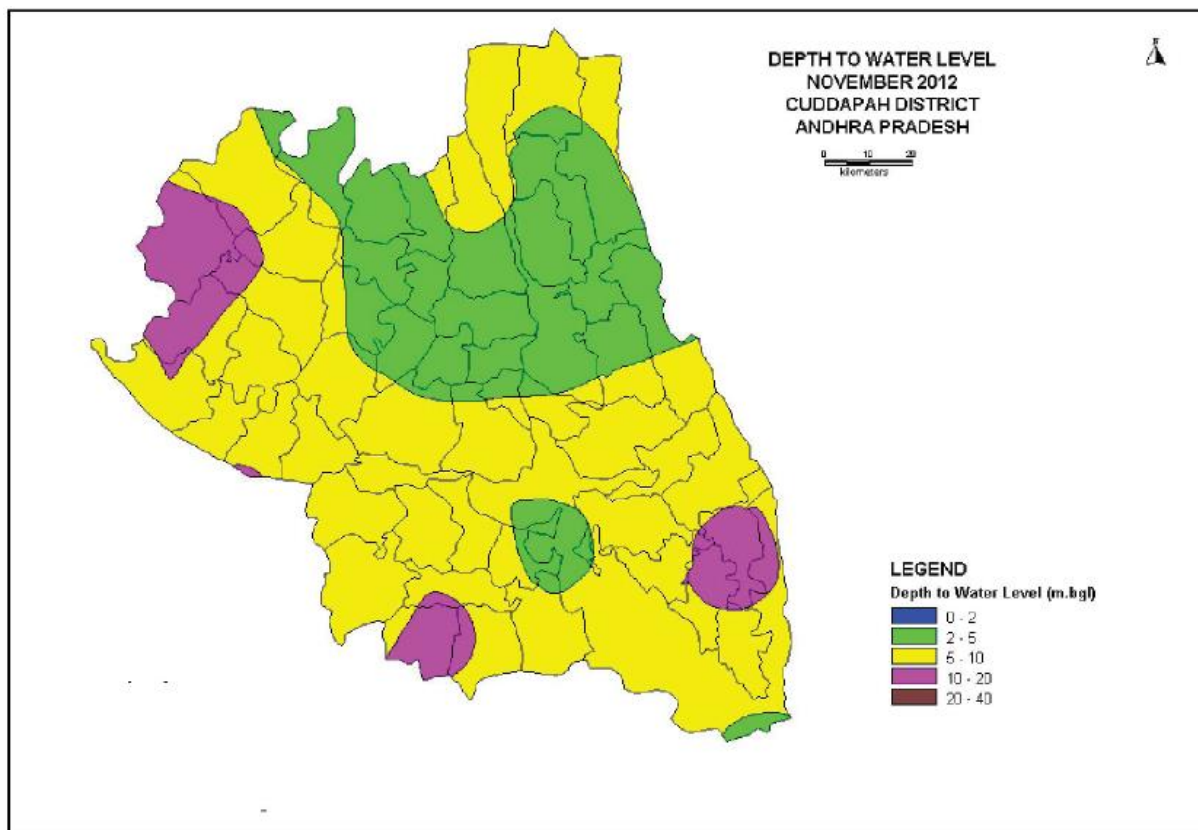 DEPTH TO WATER LEVEL
NOVEMBER 2012
CUDDAPAH DISTRICT
ANDHRA PRADESH
0 10 20
kilometers
N
LEGEND
Depth to Water Level (m.bgl)
0 - 2
2 - 5
5 - 10
10 - 20
20 - 40